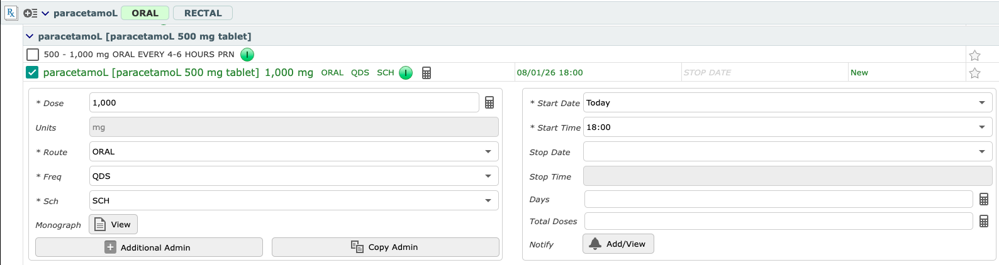 Rx paracetamoL ORAL RECTAL
paracetamoL [paracetamoL 500 mg tablet]
500 - 1,000 mg ORAL EVERY 4-6 HOURS PRN I
paracetamoL [paracetamoL 500 mg tablet] 1,000 mg ORAL QDS SCH I 08/01/26 18:00 STOP DATE New
* Dose 1,000
Units mg
* Route ORAL
* Freq QDS
* Sch SCH
Monograph View
Additional Admin Copy Admin
* Start Date Today
* Start Time 18:00
Stop Date
Stop Time
Days
Total Doses
Notify Add/View